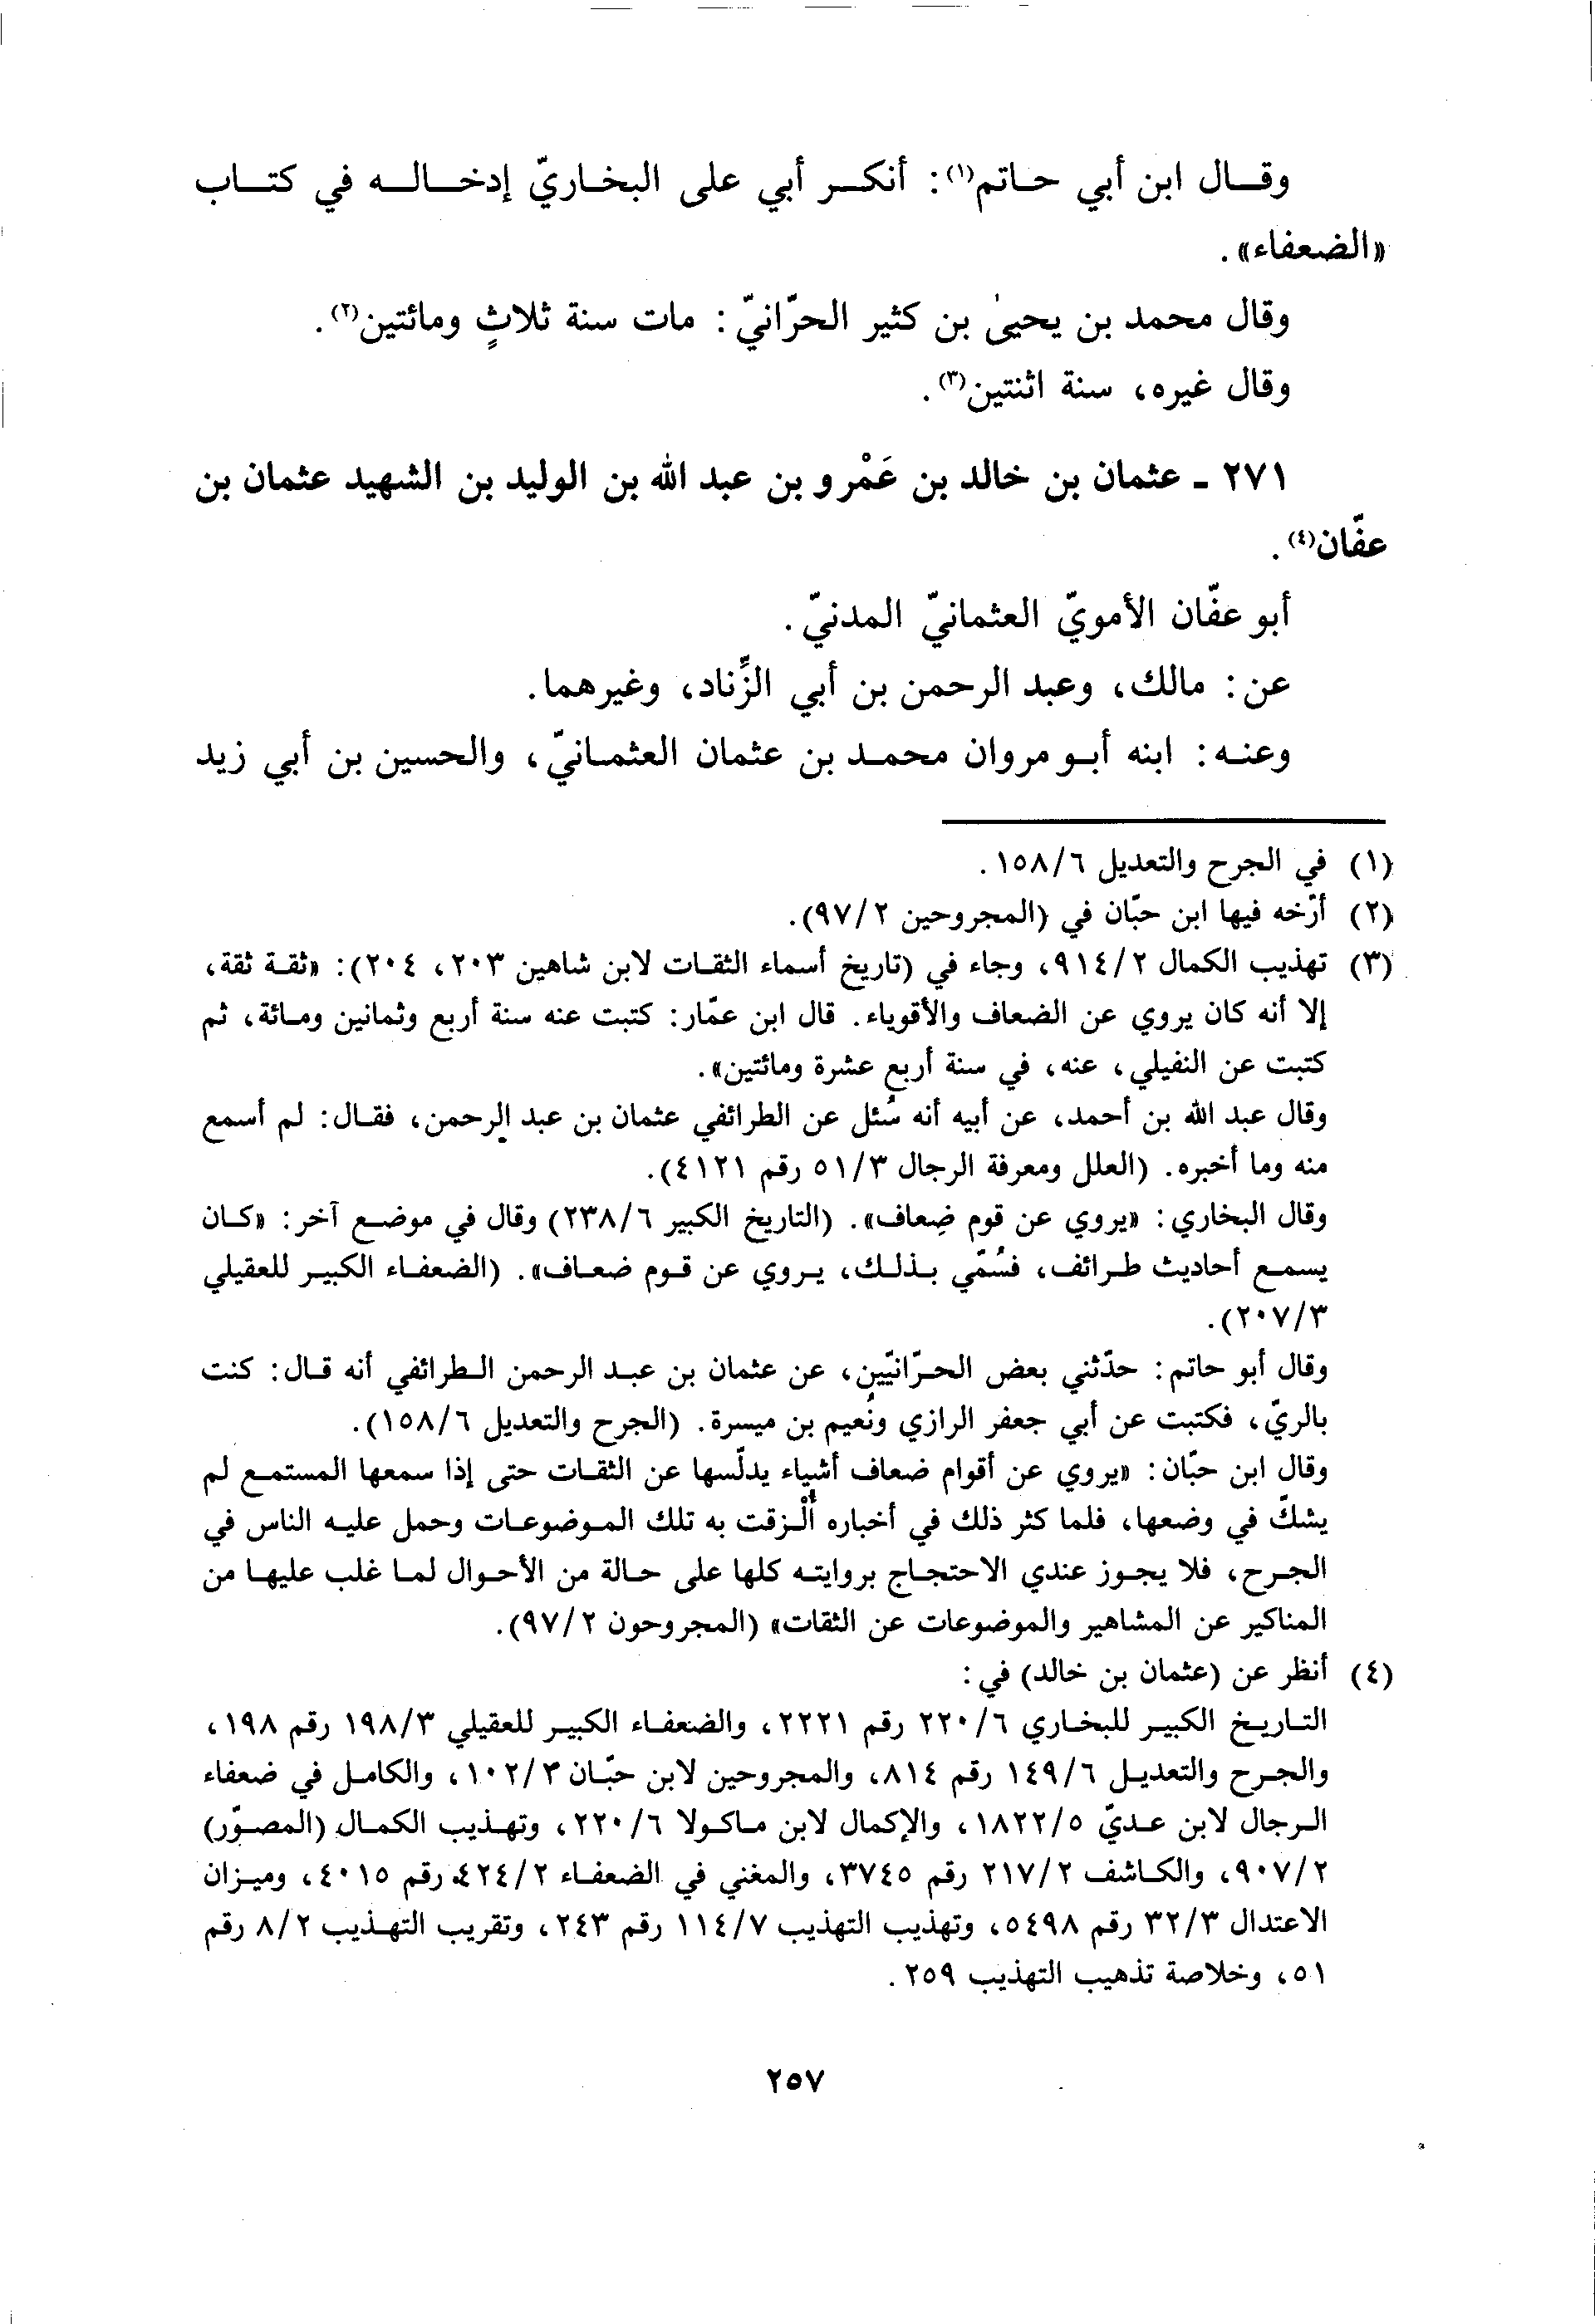 وقال ابن أبي حاتم(١): أنكر أبي على البخاريّ إدخاله في كتاب
«الضعفاء».
وقال محمد بن يحيىٰ بن كثير الحرّانيّ: مات سنة ثلاثٍ ومائتين(٢).
وقال غيره، سنة اثنتين(٣).
٢٧١ - عثمان بن خالد بن عَمْرو بن عبد الله بن الوليد بن الشهيد عثمان بن
عفّان(٤).
أبو عفّان الأمويّ العثمانيّ المدنيّ.
عن: مالك، وعبد الرحمن بن أبي الزِّناد، وغيرهما.
وعنه: ابنه أبو مروان محمد بن عثمان العثمانيّ، والحسين بن أبي زيد
(١) في الجرح والتعديل ١٥٨/٦.
(٢) أرّخه فيها ابن حبّان في (المجروحين ٩٧/٢).
(٣) تهذيب الكمال ٩١٤/٢، وجاء في (تاريخ أسماء الثقات لابن شاهين ٢٠٣، ٢٠٤): «ثقة ثقة،
إلا أنه كان يروي عن الضعاف والأقوياء. قال ابن عمّار: كتبت عنه سنة أربع وثمانين ومائة، ثم
كتبت عن النفيلي، عنه، في سنة أربع عشرة ومائتين».
وقال عبد الله بن أحمد، عن أبيه أنه سُئل عن الطرائفي عثمان بن عبد الرحمن، فقال: لم أسمع
منه وما أخبره. (العلل ومعرفة الرجال ٥١/٣ رقم ٤١٢١).
وقال البخاري: «يروي عن قوم ضِعاف». (التاريخ الكبير ٢٣٨/٦) وقال في موضع آخر: «كان
يسمع أحاديث طرائف، فسُمّي بذلك، يروي عن قوم ضعاف». (الضعفاء الكبير للعقيلي
٢٠٧/٣).
وقال أبو حاتم: حدّثني بعض الحرّانيّين، عن عثمان بن عبد الرحمن الطرائفي أنه قال: كنت
بالريّ، فكتبت عن أبي جعفر الرازي ونُعيم بن ميسرة. (الجرح والتعديل ١٥٨/٦).
وقال ابن حبّان: «يروي عن أقوام ضعاف أشياء يدلّسها عن الثقات حتى إذا سمعها المستمع لم
يشكّ في وضعها، فلما كثر ذلك في أخباره أُلْزقت به تلك الموضوعات وحمل عليه الناس في
الجرح، فلا يجوز عندي الاحتجاج بروايته كلها على حالة من الأحوال لما غلب عليها من
المناكير عن المشاهير والموضوعات عن الثقات» (المجروحون ٩٧/٢).
(٤) أنظر عن (عثمان بن خالد) في:
التاريخ الكبير للبخاري ٢٢٠/٦ رقم ٢٢٢١، والضعفاء الكبير للعقيلي ١٩٨/٣ رقم ١٩٨،
والجرح والتعديل ١٤٩/٦ رقم ٨١٤، والمجروحين لابن حبّان ١٠٢/٣، والكامل في ضعفاء
الرجال لابن عديّ ١٨٢٢/٥، والإكمال لابن ماكولا ٢٢٠/٦، وتهذيب الكمال (المصوّر)
٩٠٧/٢، والكاشف ٢١٧/٢ رقم ٣٧٤٥، والمغني في الضعفاء ٤٢٤/٢ رقم ٤٠١٥، وميزان
الاعتدال ٣٢/٣ رقم ٥٤٩٨، وتهذيب التهذيب ١١٤/٧ رقم ٢٤٣، وتقريب التهذيب ٨/٢ رقم
٥١، وخلاصة تذهيب التهذيب ٢٥٩.
٢٥٧